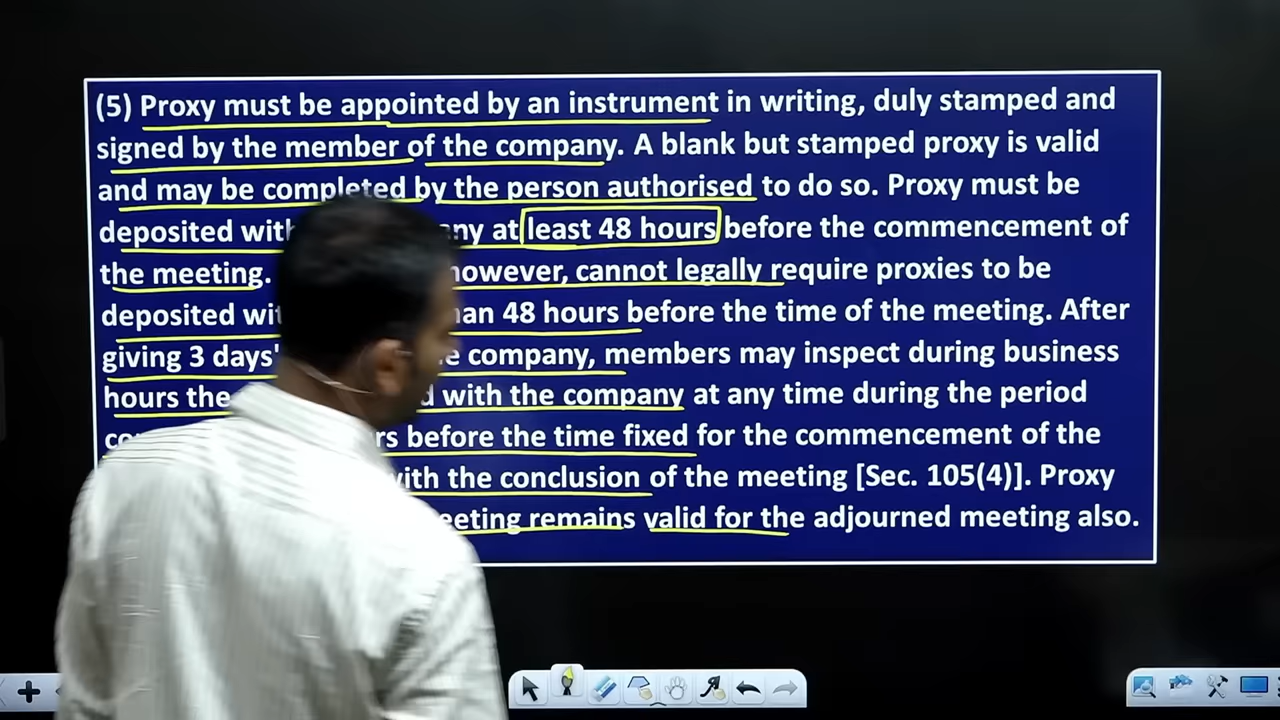 (5) Proxy must be appointed by an instrument in writing, duly stamped and
signed by the member of the company. A blank but stamped proxy is valid
and may be completed by the person authorised to do so. Proxy must be
deposited at least 48 hours before the commencement of
the meeting. however, cannot legally require proxies to be
deposited 48 hours before the time of the meeting. After
giving 3 days' company, members may inspect during business
hours the with the company at any time during the period
before the time fixed for the commencement of the
with the conclusion of the meeting [Sec. 105(4)]. Proxy
remains valid for the adjourned meeting also.